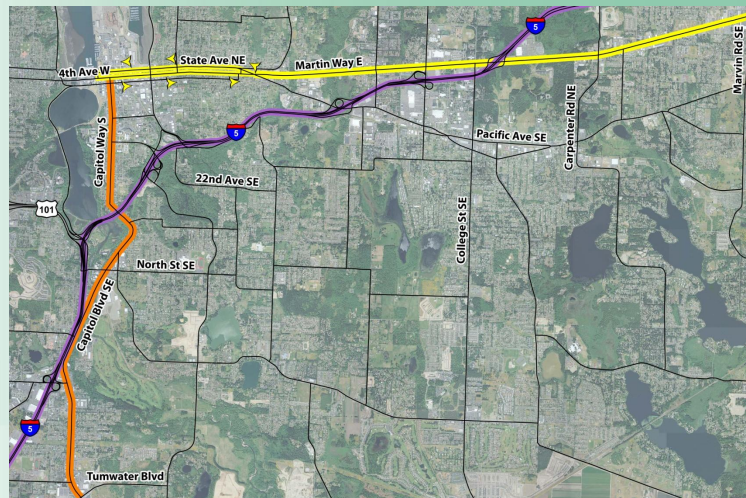 5
State Ave NE
4th Ave W
Martin Way E
Marvin Rd SE
Capitol Way S
5
Pacific Ave SE
Carpenter Rd NE
22nd Ave SE
101
College St SE
North St SE
Capitol Blvd SE
5
Tumwater Blvd